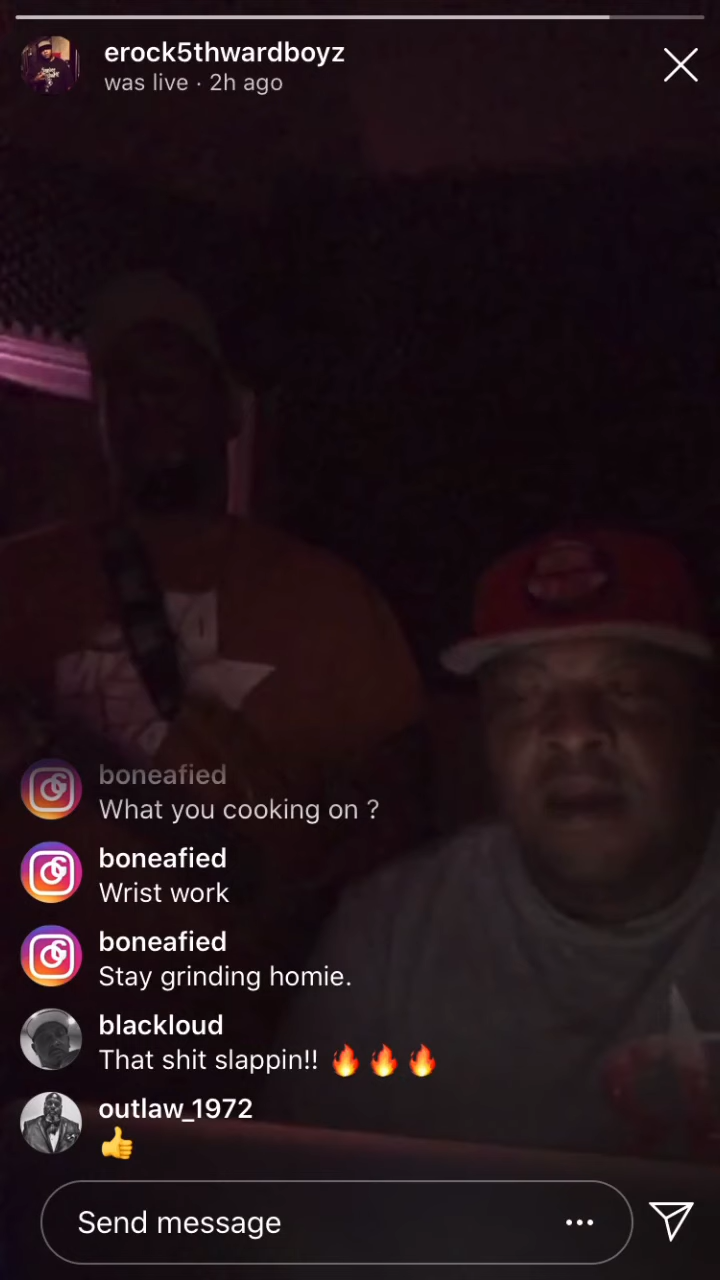 erock5thwardboyz
was live · 2h ago
boneafied
What you cooking on ?
boneafied
Wrist work
boneafied
Stay grinding homie.
blackloud
That shit slappin!! 🔥🔥🔥
outlaw_1972
👍
Send message